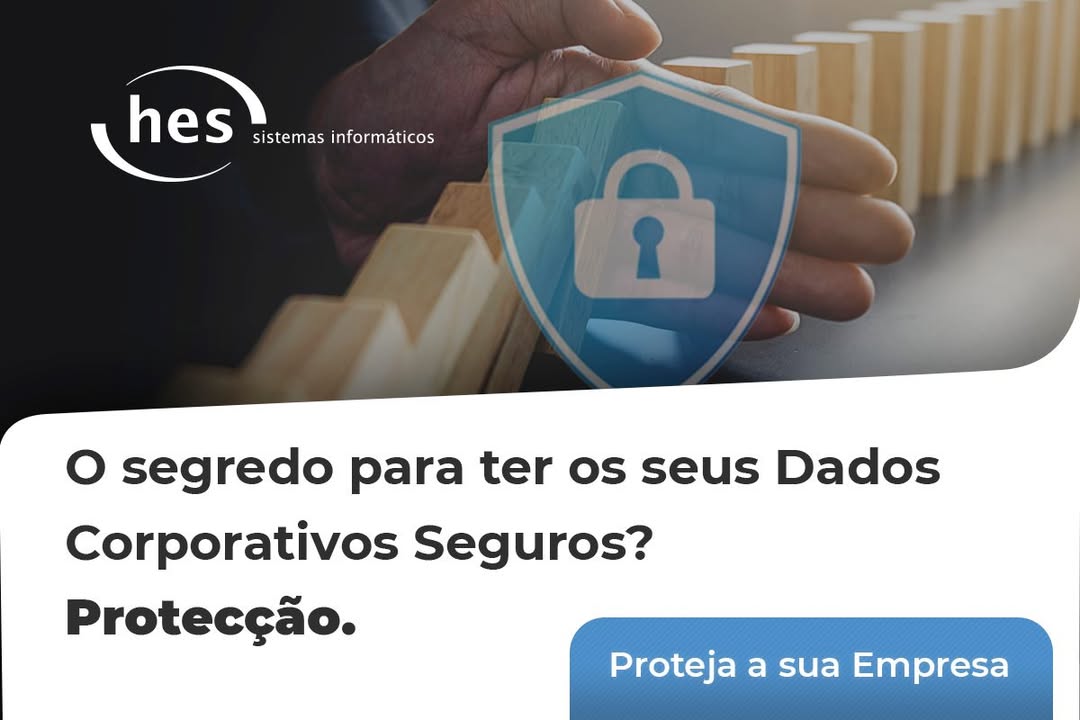 hes
sistemas informáticos
O segredo para ter os seus Dados
Corporativos Seguros?
Protecção.
Proteja a sua Empresa